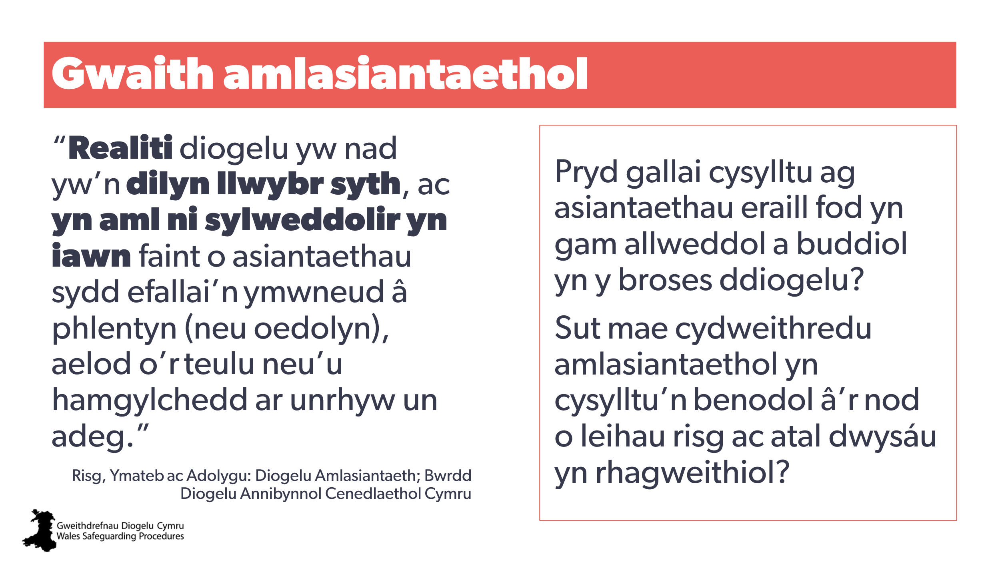 Gwaith amlasiantaethol
“Realiti diogelu yw nad
yw’n dilyn llwybr syth, ac
yn aml ni sylweddolir yn
iawn faint o asiantaethau
sydd efallai’n ymwneud â
phlentyn (neu oedolyn),
aelod o’r teulu neu’u
hamgylchedd ar unrhyw un
adeg.”
Risg, Ymateb ac Adolygu: Diogelu Amlasiantaeth; Bwrdd
Diogelu Annibynnol Cenedlaethol Cymru
Pryd gallai cysylltu ag
asiantaethau eraill fod yn
gam allweddol a buddiol
yn y broses ddiogelu?
Sut mae cydweithredu
amlasiantaethol yn
cysylltu’n benodol â’r nod
o leihau risg ac atal dwysáu
yn rhagweithiol?
Gweithdrefnau Diogelu Cymru
Wales Safeguarding Procedures